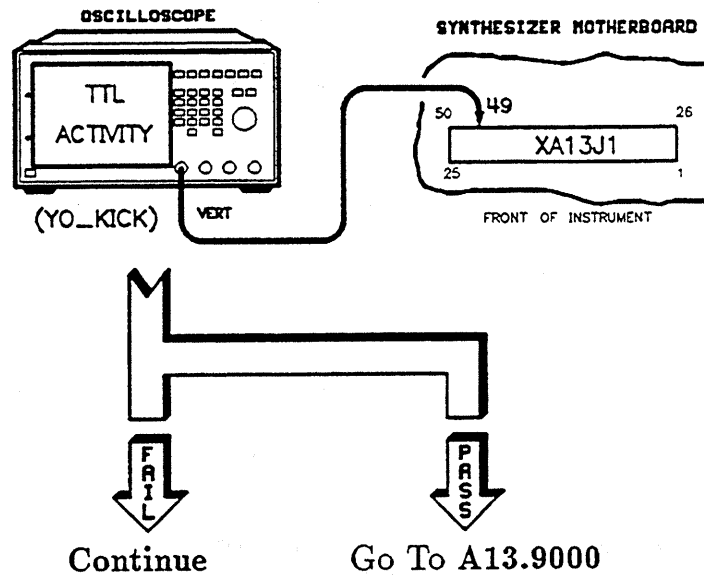 OSCILLOSCOPE
SYNTHESIZER MOTHERBOARD
TTL
ACTIVITY
50
49
26
XA13J1
25
1
(YO_KICK)
VERT
FRONT OF INSTRUMENT
FAIL
PASS
Continue
Go To A13.9000